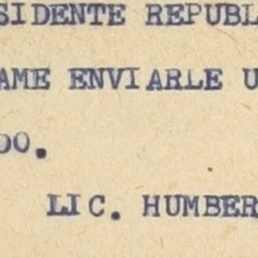 SIDENTE REPUBL
AME ENVIARLE U
DO.
LIC. HUMBER